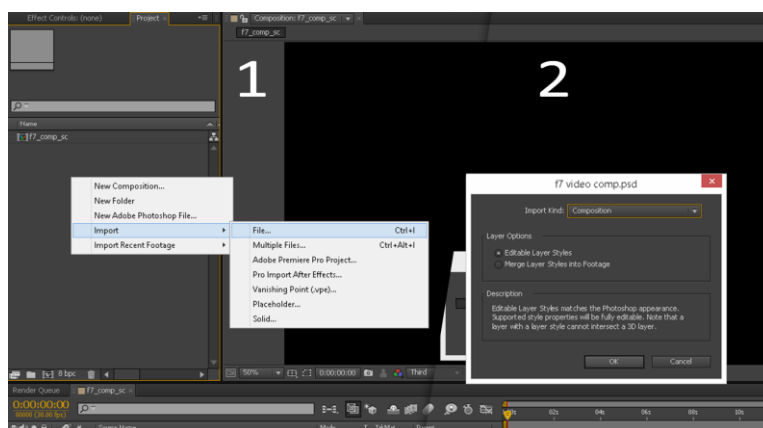 Effect Controls: (none) Project
Composition: f7_comp_sc
f7_comp_sc
1 2
Name
f7_comp_sc
New Composition...
New Folder
New Adobe Photoshop File...
Import
Import Recent Footage
File... Ctrl+I
Multiple Files... Ctrl+Alt+I
Adobe Premiere Pro Project...
Pro Import After Effects...
Vanishing Point (.vpe)...
Placeholder...
Solid...
f7 video comp.psd
Import Kind: Composition
Layer Options
Editable Layer Styles
Merge Layer Styles into Footage
Description
Editable Layer Styles matches the Photoshop appearance.
Supported style properties will be fully editable. Note that a
layer with a layer style cannot intersect a 3D layer.
OK Cancel
8 bpc 50% 0:00:00:00 Third
Render Queue f7_comp_sc
0:00:00:00
00000 (30.00 fps)
02s 04s 06s 08s 10s
Source Name Mode T TrkMat Parent